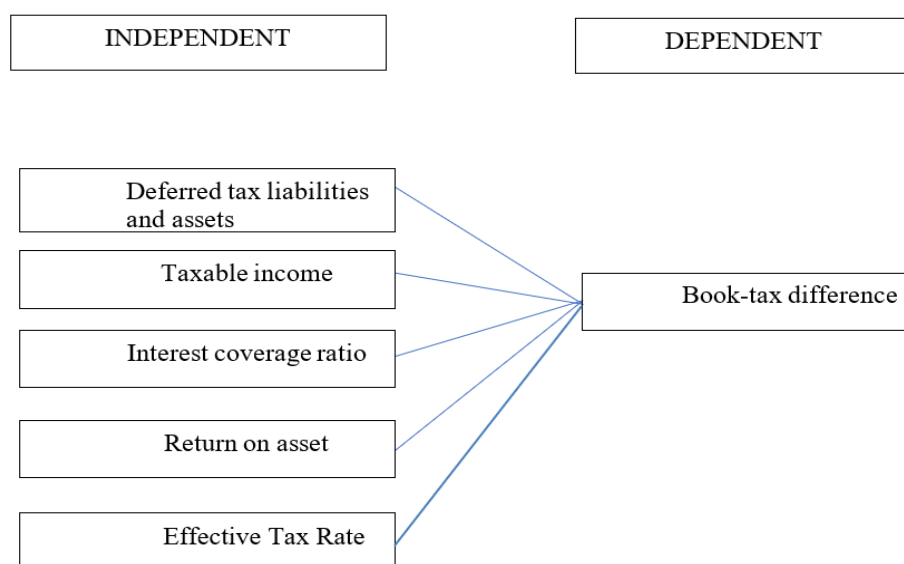 INDEPENDENT
DEPENDENT
Deferred tax liabilities
and assets
Taxable income
Book-tax difference
Interest coverage ratio
Return on asset
Effective Tax Rate